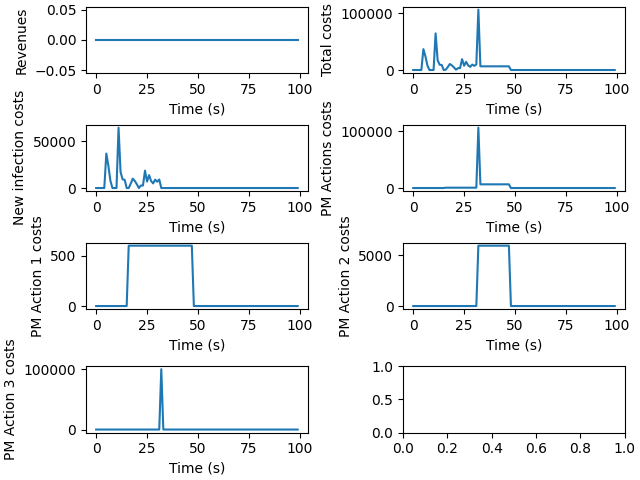 Revenues
0.05
0.00
−0.05
0 25 50 75 100
Time (s)
Total costs
100000
0
0 25 50 75 100
Time (s)
New infection costs
50000
0
0 25 50 75 100
Time (s)
PM Actions costs
100000
0
0 25 50 75 100
Time (s)
PM Action 1 costs
500
0
0 25 50 75 100
Time (s)
PM Action 2 costs
5000
0
0 25 50 75 100
Time (s)
PM Action 3 costs
100000
0
0 25 50 75 100
Time (s)
1.0
0.5
0.0
0.0 0.2 0.4 0.6 0.8 1.0